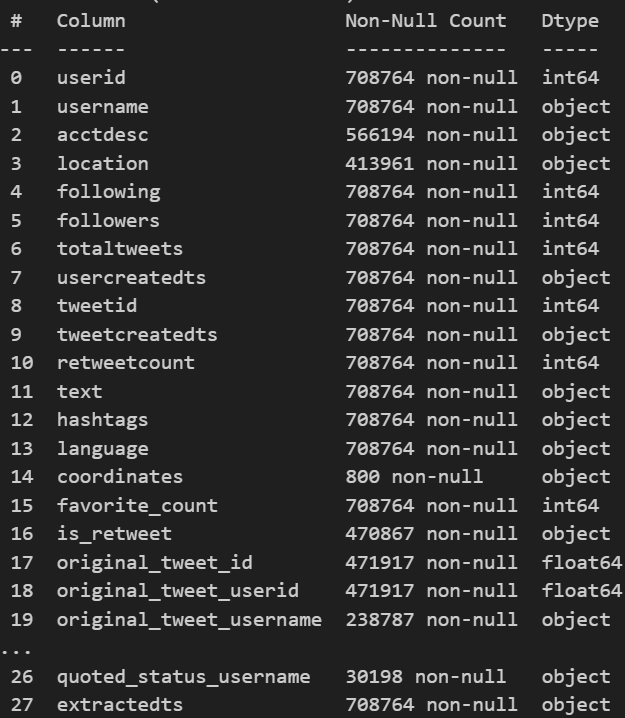 #   Column                   Non-Null Count   Dtype
---  ------                   --------------   -----
0   userid                   708764 non-null  int64
1   username                 708764 non-null  object
2   acctdesc                 566194 non-null  object
3   location                 413961 non-null  object
4   following                708764 non-null  int64
5   followers                708764 non-null  int64
6   totaltweets              708764 non-null  int64
7   usercreatedts            708764 non-null  object
8   tweetid                  708764 non-null  int64
9   tweetcreatedts           708764 non-null  object
10  retweetcount             708764 non-null  int64
11  text                     708764 non-null  object
12  hashtags                 708764 non-null  object
13  language                 708764 non-null  object
14  coordinates              800 non-null     object
15  favorite_count           708764 non-null  int64
16  is_retweet               470867 non-null  object
17  original_tweet_id        471917 non-null  float64
18  original_tweet_userid    471917 non-null  float64
19  original_tweet_username  238787 non-null  object
...
26  quoted_status_username   30198 non-null   object
27  extractedts              708764 non-null  object